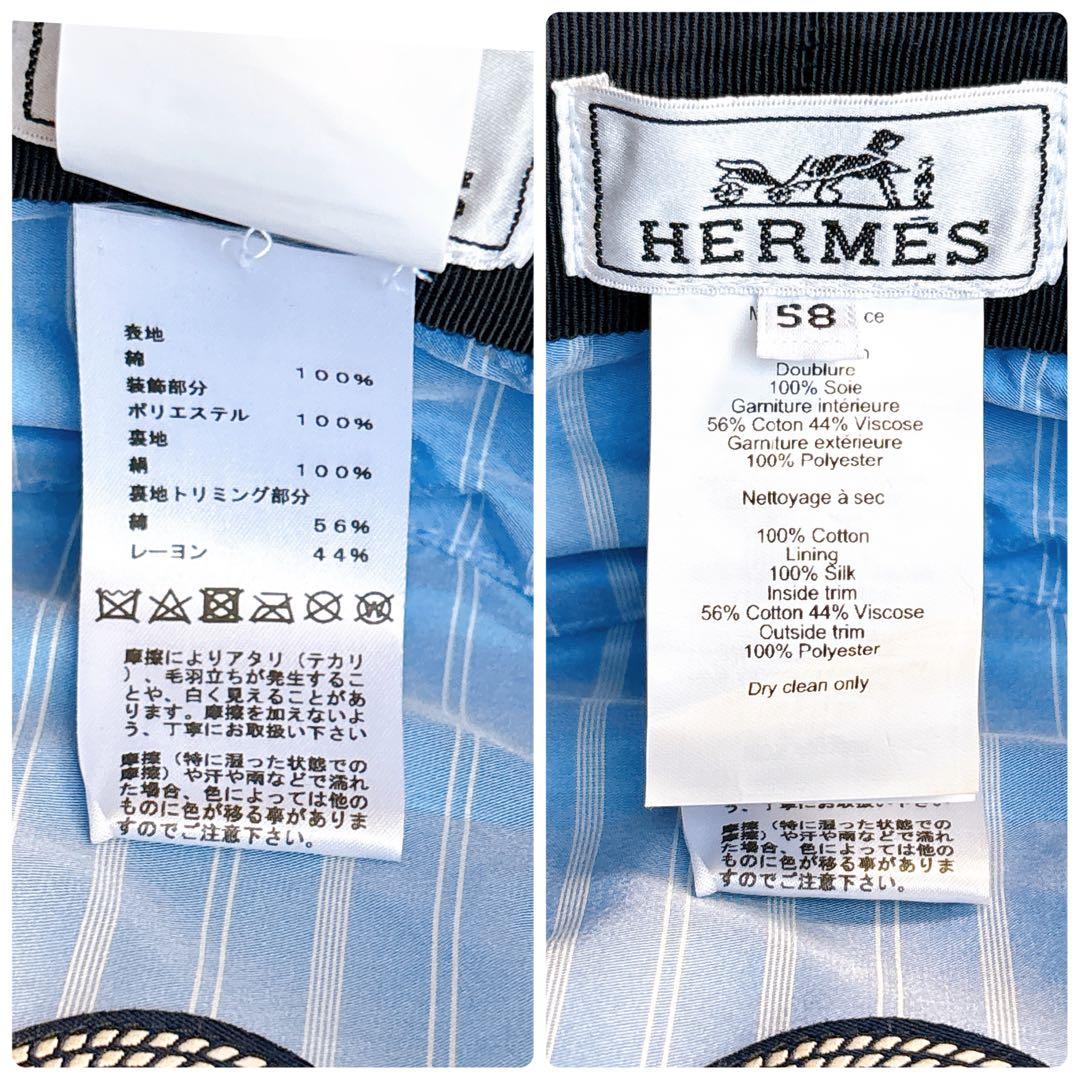 表地
綿 100%
装飾部分
ポリエステル 100%
裏地
絹 100%
裏地トリミング部分
綿 56%
レーヨン 44%
W
摩擦によりアタリ（テカリ
）、毛羽立ちが発生するこ
とや、白く見えることがあ
ります。摩擦を加えないよ
う、丁寧にお取扱い下さい
摩擦（特に湿った状態での
摩擦）や汗や雨などで濡れ
た場合、色によっては他の
ものに色が移る事がありま
すのでご注意下さい。
HERMÈS
58
ce
Doublure
100% Soie
Garniture intérieure
56% Coton 44% Viscose
Garniture extérieure
100% Polyester
Nettoyage à sec
100% Cotton
Lining
100% Silk
Inside trim
56% Cotton 44% Viscose
Outside trim
100% Polyester
Dry clean only
う、丁寧にお取扱い下さい
摩擦（特に湿った状態での
摩擦）や汗や雨などで濡れ
た場合、色によっては他の
ものに色が移る事がありま
すのでご注意下さい。